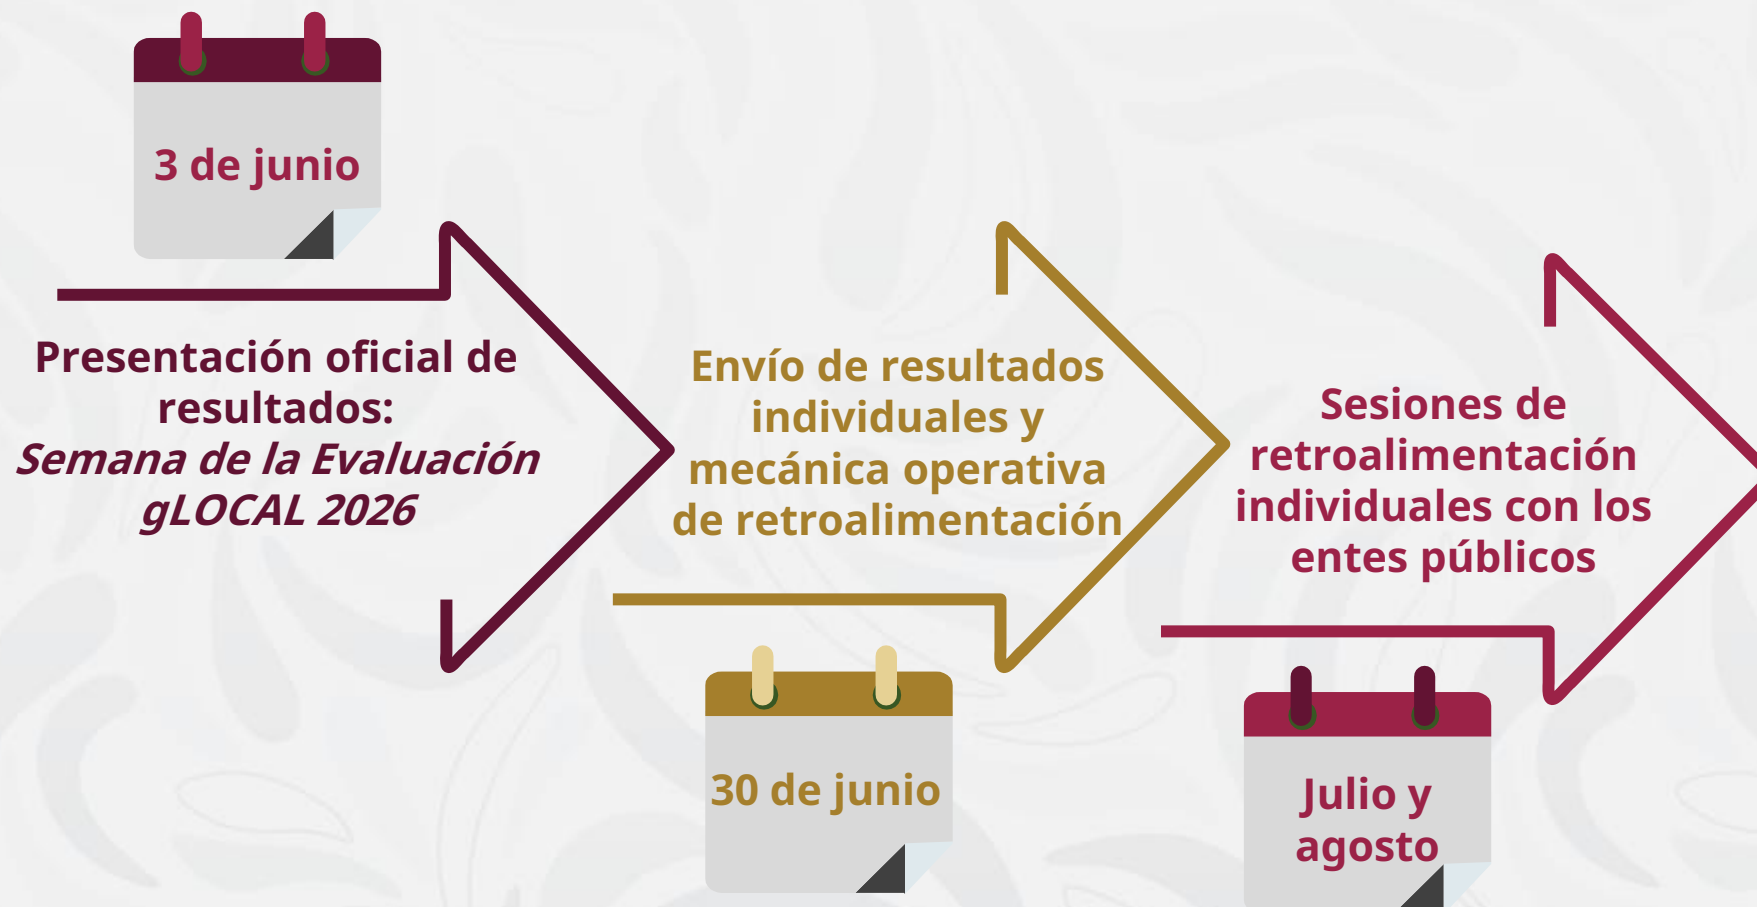 3 de junio
Presentación oficial de
resultados:
Semana de la Evaluación
gLOCAL 2026
Envío de resultados
individuales y
mecánica operativa
de retroalimentación
30 de junio
Sesiones de
retroalimentación
individuales con los
entes públicos
Julio y
agosto